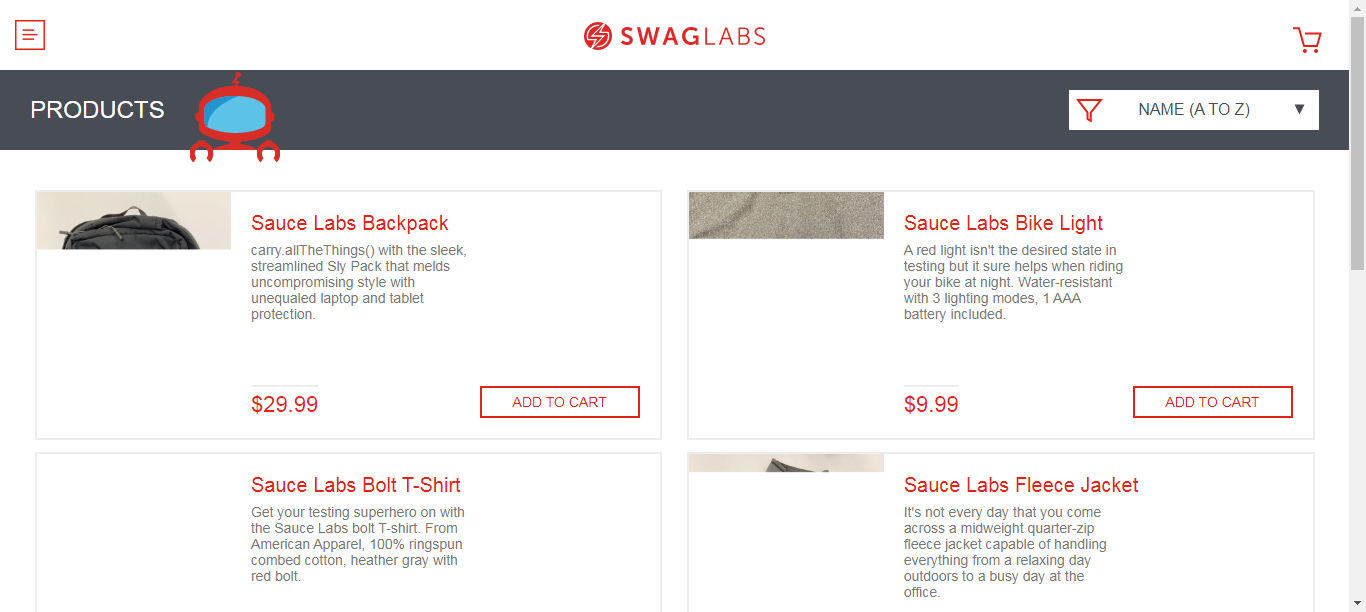 SWAGLABS
PRODUCTS
NAME (A TO Z) ▼
Sauce Labs Backpack
carry.allTheThings() with the sleek,
streamlined Sly Pack that melds
uncompromising style with
unequaled laptop and tablet
protection.
$29.99
ADD TO CART
Sauce Labs Bike Light
A red light isn't the desired state in
testing but it sure helps when riding
your bike at night. Water-resistant
with 3 lighting modes, 1 AAA
battery included.
$9.99
ADD TO CART
Sauce Labs Bolt T-Shirt
Get your testing superhero on with
the Sauce Labs bolt T-shirt. From
American Apparel, 100% ringspun
combed cotton, heather gray with
red bolt.
Sauce Labs Fleece Jacket
It's not every day that you come
across a midweight quarter-zip
fleece jacket capable of handling
everything from a relaxing day
outdoors to a busy day at the
office.